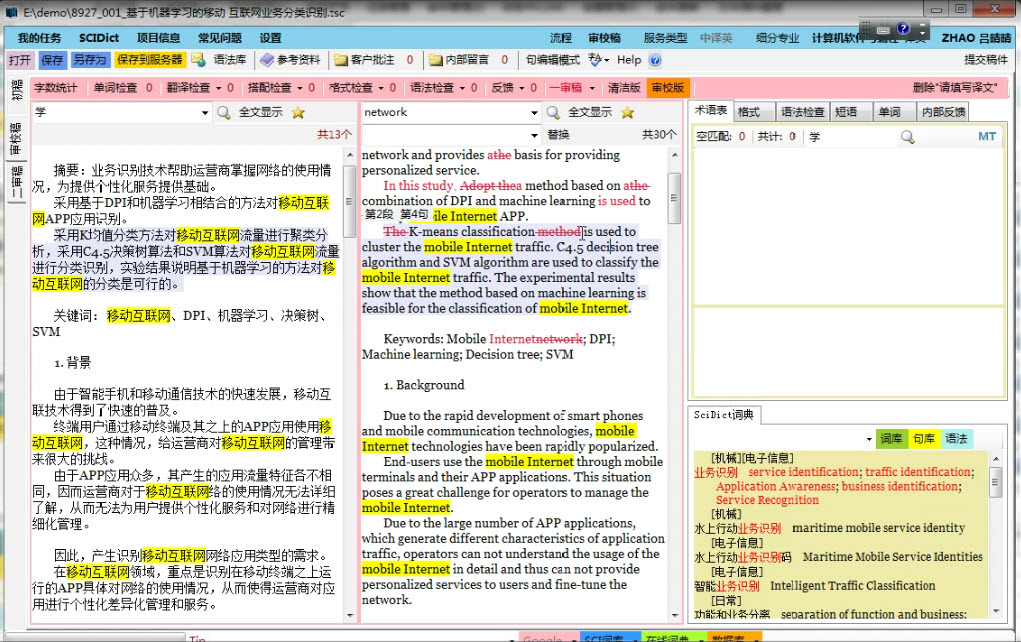 E:\demo\8927_001_基于机器学习的移动 互联网业务分类识别.tsc
我的任务 SCIDict 项目信息 常见问题 设置 流程 审校稿 服务类型 中译英 细分专业 计算机软件 ZHAO 吕晴晴
打开 保存 另存为 保存到服务器 语法库 参考资料 客户批注 0 内部留言 0 句编辑模式 Help 提交稿件
初稿
审校稿
二审稿
字数统计 单词检查 0 翻译检查 0 搭配检查 0 格式检查 0 语法检查 0 反馈 0 一审稿 清洁版 审校版 删除"请填写译文"
学 全文显示
共13个
摘要：业务识别技术帮助运营商掌握网络的使用情
况，为提供个性化服务提供基础。
采用基于DPI和机器学习相结合的方法对移动互联
网APP应用识别。
采用K均值分类方法对移动互联网流量进行聚类分
析，采用C4.5决策树算法和SVM算法对移动互联网流量
进行分类识别，实验结果说明基于机器学习的方法对移
动互联网的分类是可行的。
关键词：移动互联网、DPI、机器学习、决策树、
SVM
1. 背景
由于智能手机和移动通信技术的快速发展，移动互
联技术得到了快速的普及。
终端用户通过移动终端及其之上的APP应用使用移
动互联网，这种情况，给运营商对移动互联网的管理带
来很大的挑战。
由于APP应用众多，其产生的应用流量特征各不相
同，因而运营商对于移动互联网络的使用情况无法详细
了解，从而无法为用户提供个性化服务和对网络进行精
细化管理。
因此，产生识别移动互联网网络应用类型的需求。
在移动互联网领域，重点是识别在移动终端之上运
行的APP具体对网络的使用情况，从而使得运营商对应
用进行个性化差异化管理和服务。
network 全文显示
替换 共30个
network and provides athe basis for providing
personalized service.
In this study, Adopt thea method based on athe
combination of DPI and machine learning is used to
第2段 第4句 ile Internet APP.
The K-means classification method is used to
cluster the mobile Internet traffic. C4.5 decision tree
algorithm and SVM algorithm are used to classify the
mobile Internet traffic. The experimental results
show that the method based on machine learning is
feasible for the classification of mobile Internet.
Keywords: Mobile Internetnetwork; DPI;
Machine learning; Decision tree; SVM
1. Background
Due to the rapid development of smart phones
and mobile communication technologies, mobile
Internet technologies have been rapidly popularized.
End-users use the mobile Internet through mobile
terminals and their APP applications. This situation
poses a great challenge for operators to manage the
mobile Internet.
Due to the large number of APP applications,
which generate different characteristics of application
traffic, operators can not understand the usage of the
mobile Internet in detail and thus can not provide
personalized services to users and fine-tune the
network.
术语表 格式 语法检查 短语 单词 内部反馈
空匹配: 0 共计: 0 学 MT
SciDict词典
词库 句库 语法
[机械][电子信息]
业务识别 service identification; traffic identification;
Application Awareness; business identification;
Service Recognition
[机械]
水上行动业务识别 maritime mobile service identity
[电子信息]
水上行动业务识别码 Maritime Mobile Service Identities
[电子信息]
智能业务识别 Intelligent Traffic Classification
[日常]
功能和业务分离 separation of function and business;
Tip Google SCI词库 在线词典 数据库